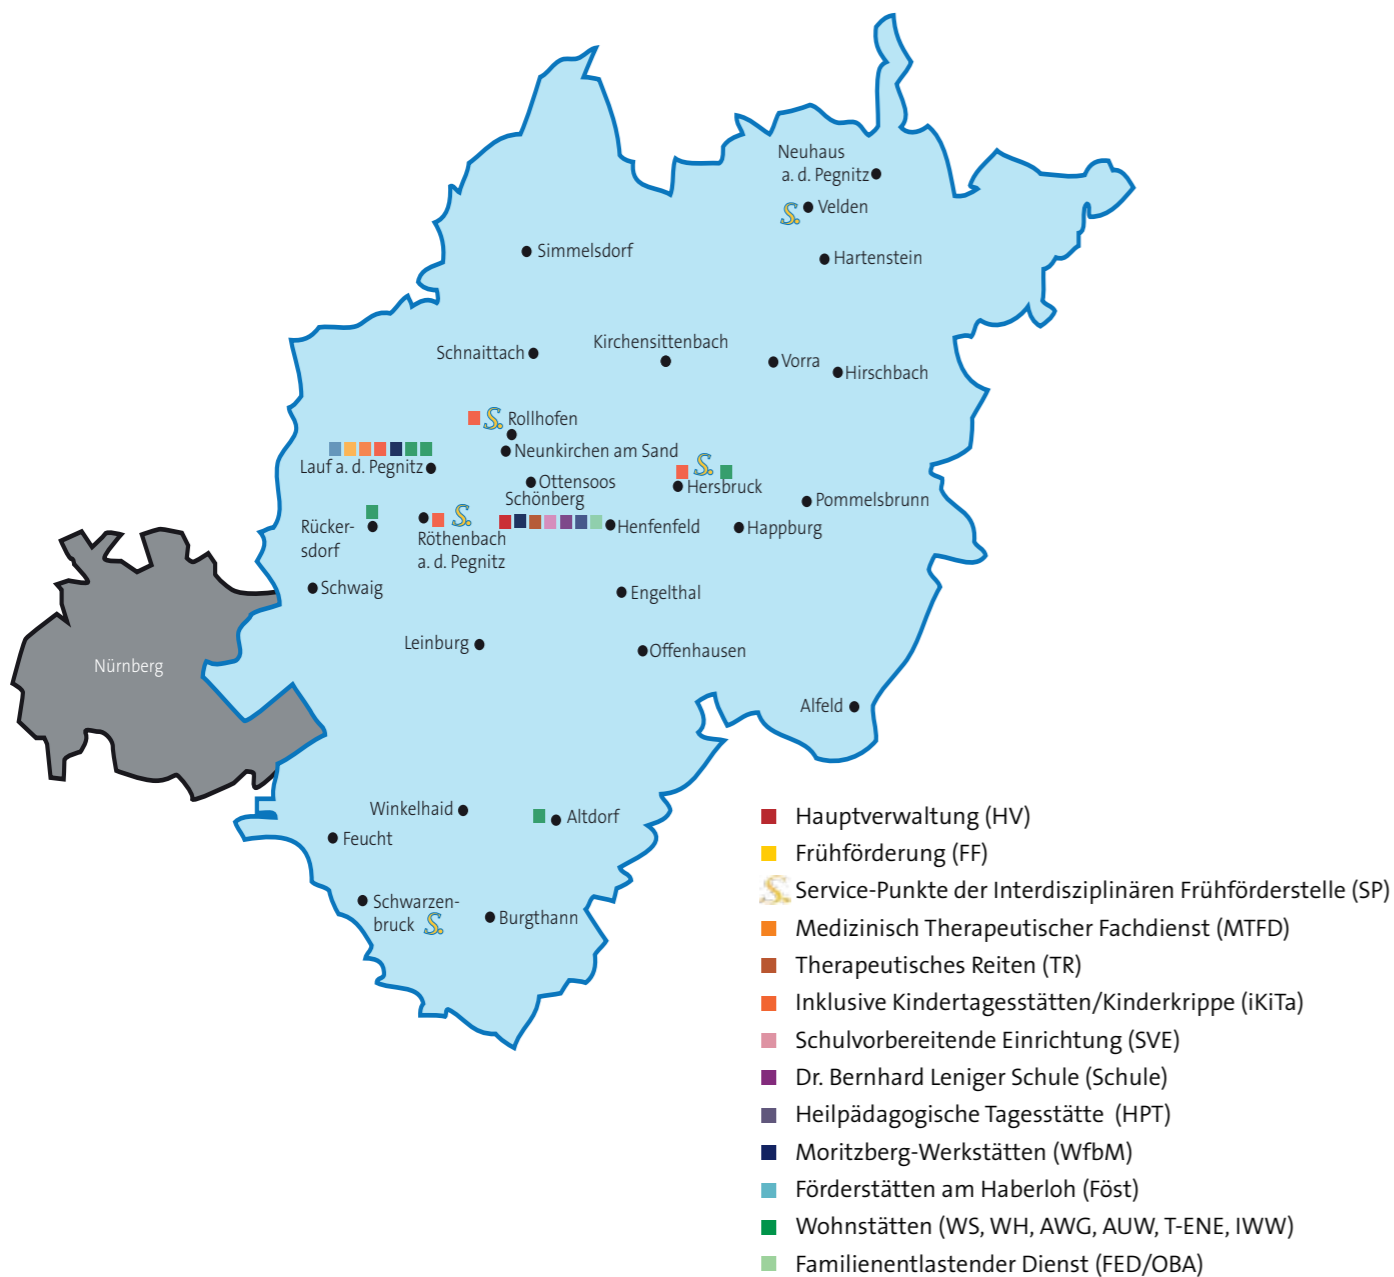 Neuhaus
a. d. Pegnitz
Velden
Simmelsdorf
Hartenstein
Kirchensittenbach
Schnaittach
Vorra
Hirschbach
Rollhofen
Neunkirchen am Sand
Lauf a. d. Pegnitz
Ottensoos
Hersbruck
Schönberg
Pommelsbrunn
Rücker-
sdorf
Röthenbach
a. d. Pegnitz
Henfenfeld
Happburg
Schwaig
Engelthal
Leinburg
Offenhausen
Nürnberg
Alfeld
Winkelhaid
Altdorf
Feucht
Schwarzen-
bruck
Burgthann
Hauptverwaltung (HV)
Frühförderung (FF)
Service-Punkte der Interdisziplinären Frühförderstelle (SP)
Medizinisch Therapeutischer Fachdienst (MTFD)
Therapeutisches Reiten (TR)
Inklusive Kindertagesstätten/Kinderkrippe (iKiTa)
Schulvorbereitende Einrichtung (SVE)
Dr. Bernhard Leniger Schule (Schule)
Heilpädagogische Tagesstätte (HPT)
Moritzberg-Werkstätten (WfbM)
Förderstätten am Haberloh (Föst)
Wohnstätten (WS, WH, AWG, AUW, T-ENE, IWW)
Familienentlastender Dienst (FED/OBA)